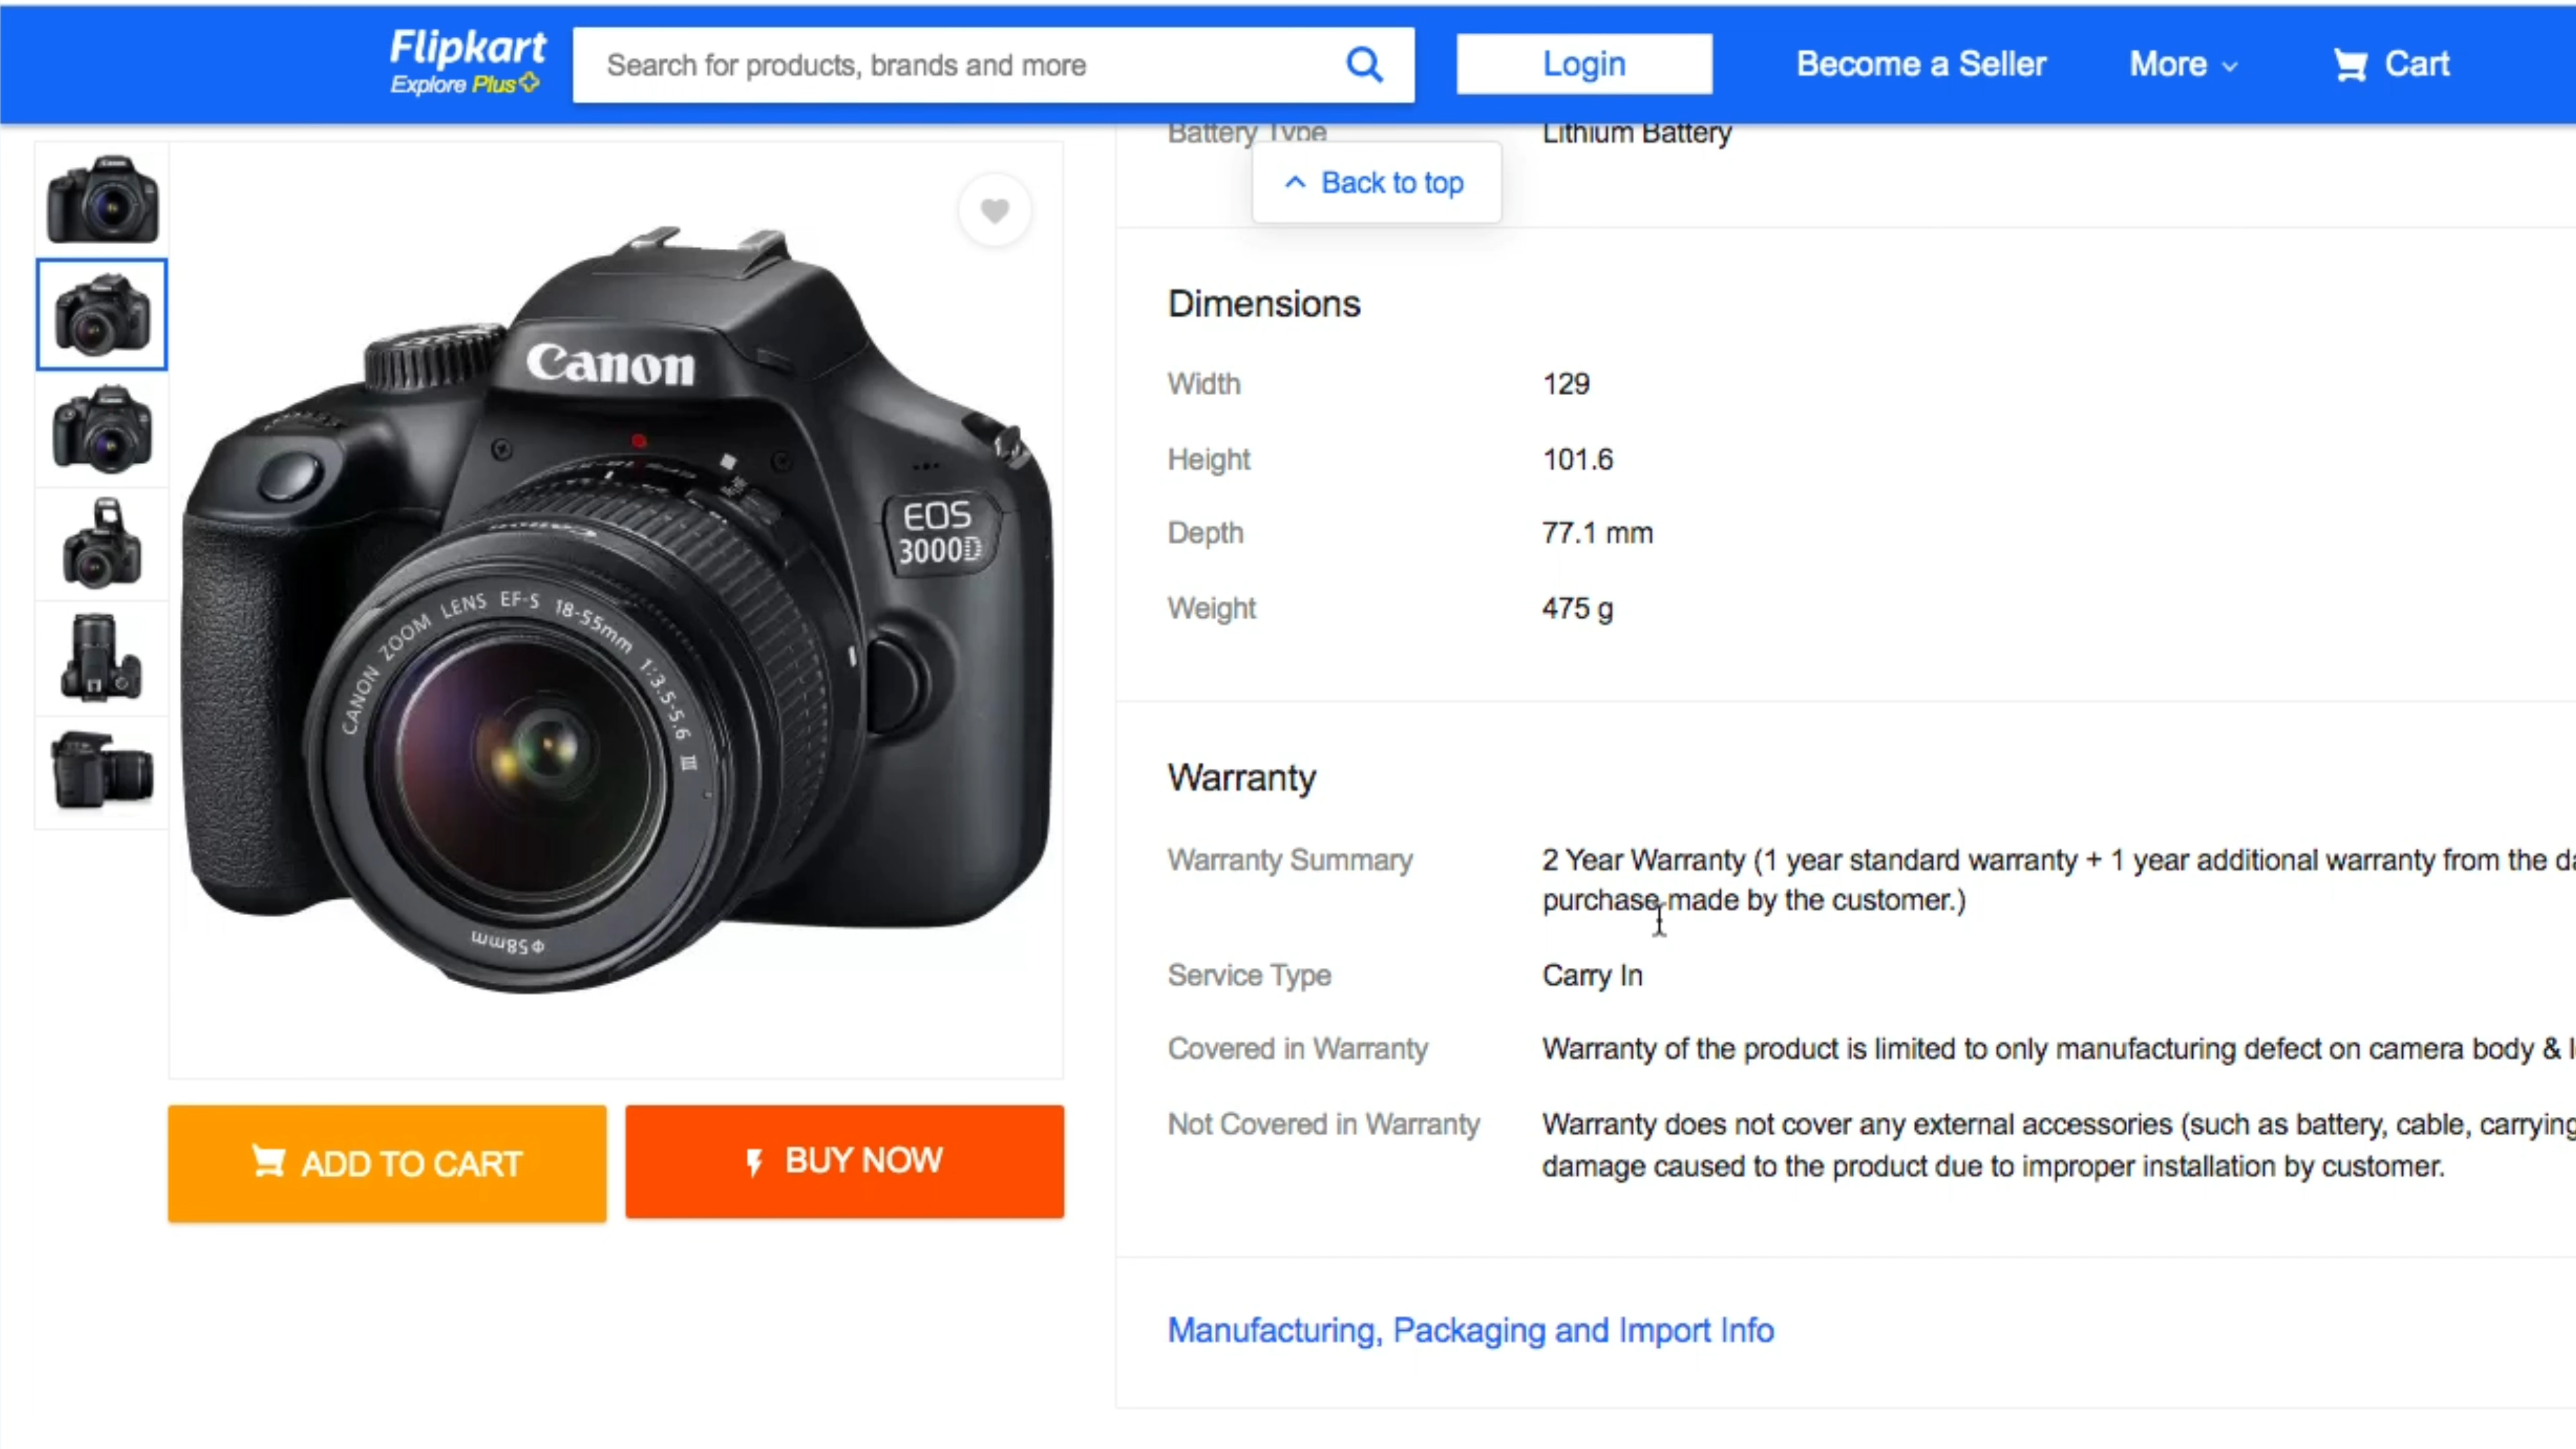 Flipkart
Explore Plus
Search for products, brands and more
Login
Become a Seller
More
Cart
Battery Type
Lithium Battery
Back to top
Canon
EOS
3000D
CANON ZOOM LENS EF-S 18-55mm 1:3.5-5.6 III
Φ58mm
ADD TO CART
BUY NOW
Dimensions
Width
129
Height
101.6
Depth
77.1 mm
Weight
475 g
Warranty
Warranty Summary
2 Year Warranty (1 year standard warranty + 1 year additional warranty from the
purchase made by the customer.)
Service Type
Carry In
Covered in Warranty
Warranty of the product is limited to only manufacturing defect on camera body &
Not Covered in Warranty
Warranty does not cover any external accessories (such as battery, cable, carrying
damage caused to the product due to improper installation by customer.
Manufacturing, Packaging and Import Info